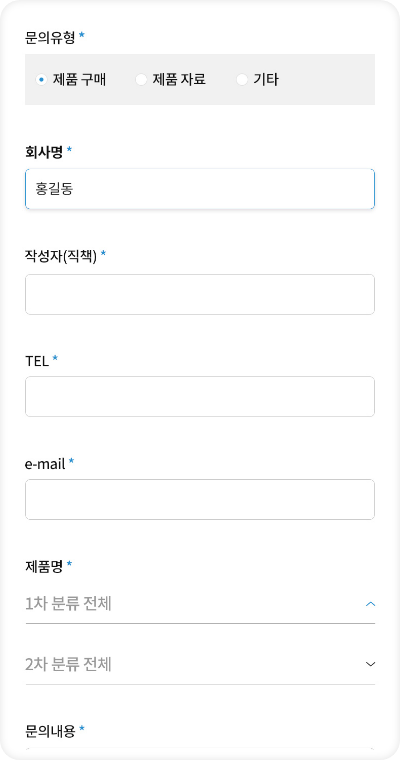 문의유형 *
제품 구매 제품 자료 기타
회사명 *
홍길동
작성자(직책) *
TEL *
e-mail *
제품명 *
1차 분류 전체
2차 분류 전체
문의내용 *